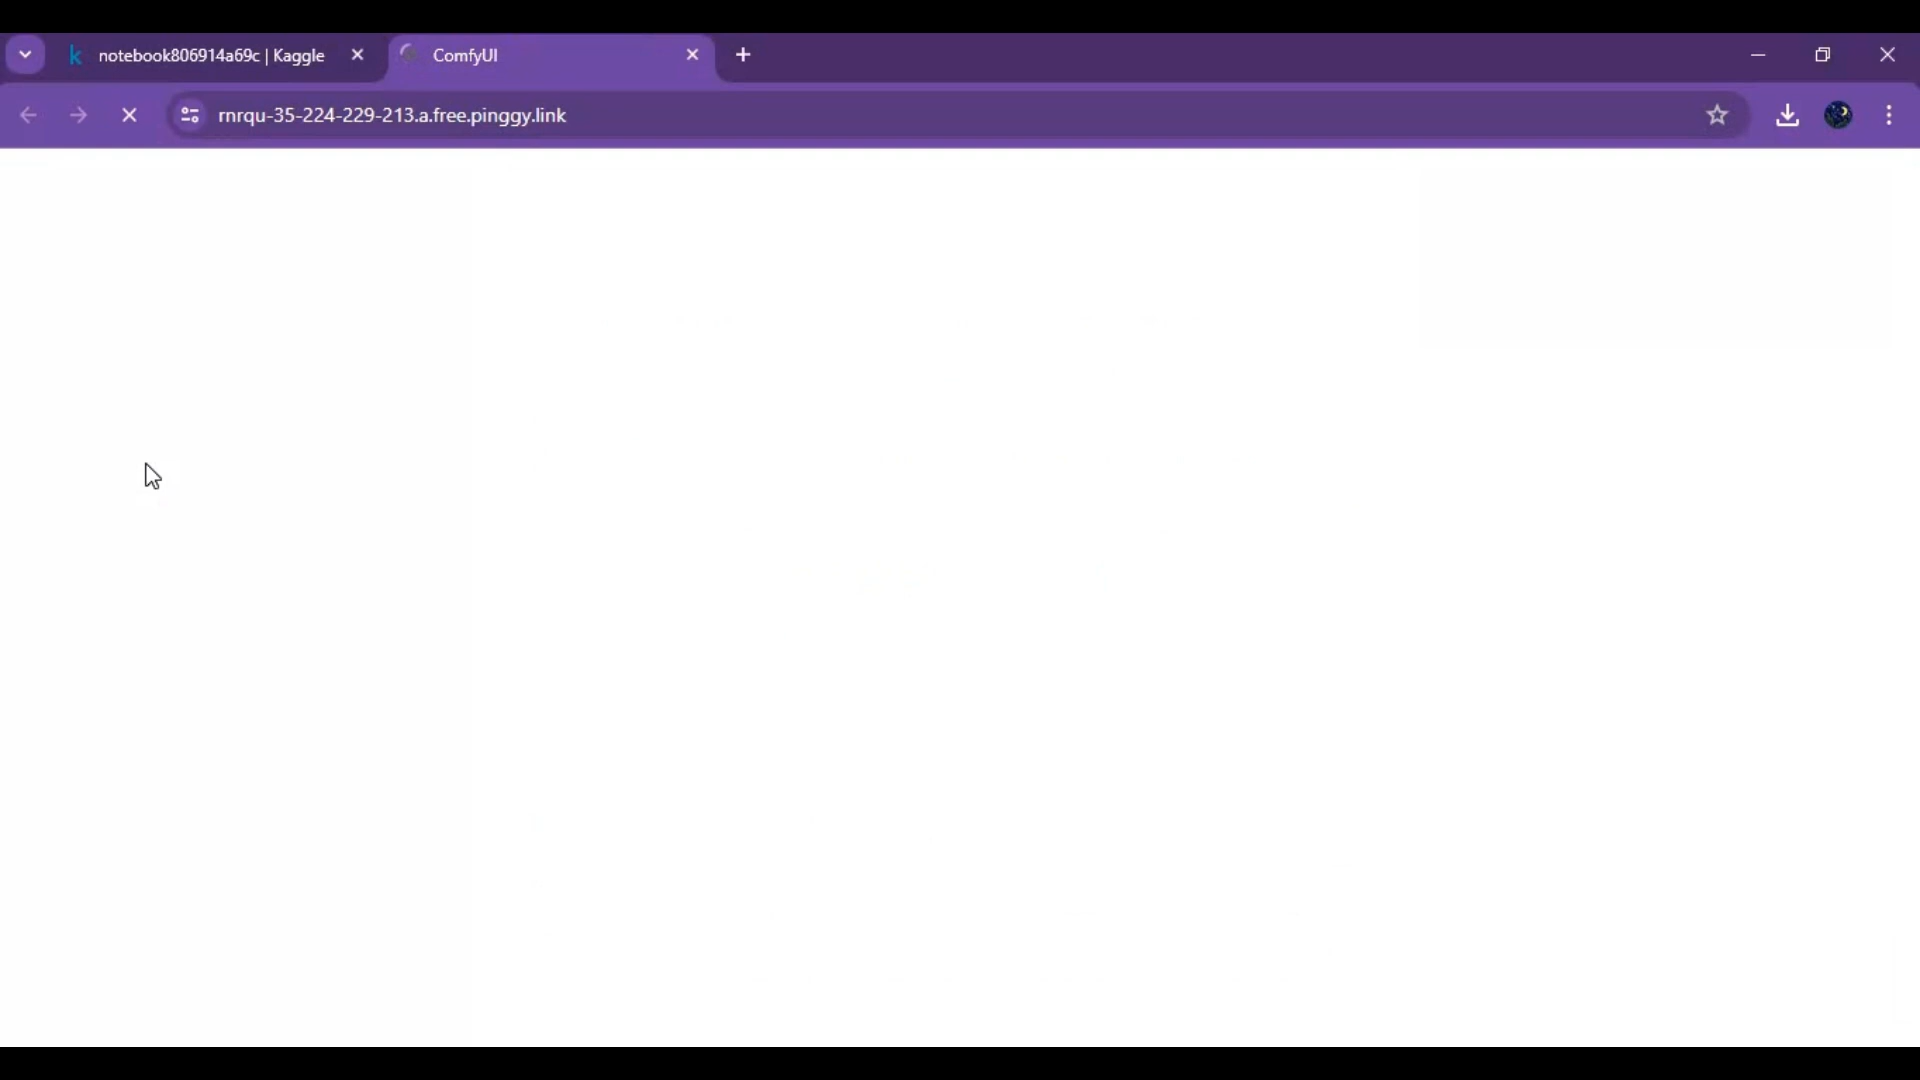 notebook806914a69c | Kaggle
ComfyUI
rnrqu-35-224-229-213.a.free.pinggy.link